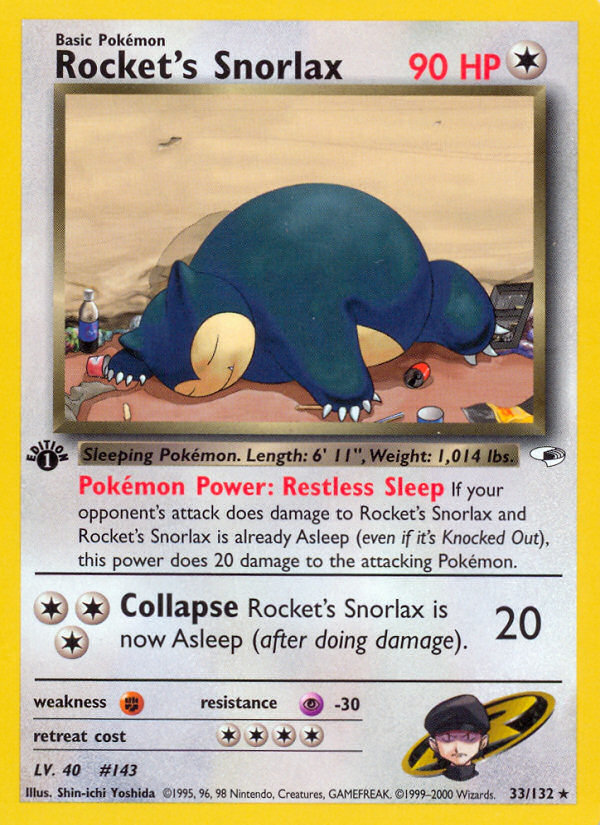 Basic Pokémon
Rocket's Snorlax 90 HP
EDITION 1
Sleeping Pokémon. Length: 6' 11", Weight: 1,014 lbs.
Pokémon Power: Restless Sleep If your
opponent's attack does damage to Rocket's Snorlax and
Rocket's Snorlax is already Asleep (even if it's Knocked Out),
this power does 20 damage to the attacking Pokémon.
Collapse Rocket's Snorlax is 20
now Asleep (after doing damage).
weakness resistance -30
retreat cost
LV. 40 #143
Illus. Shin-ichi Yoshida ©1995, 96, 98 Nintendo, Creatures, GAMEFREAK. ©1999–2000 Wizards. 33/132 ★